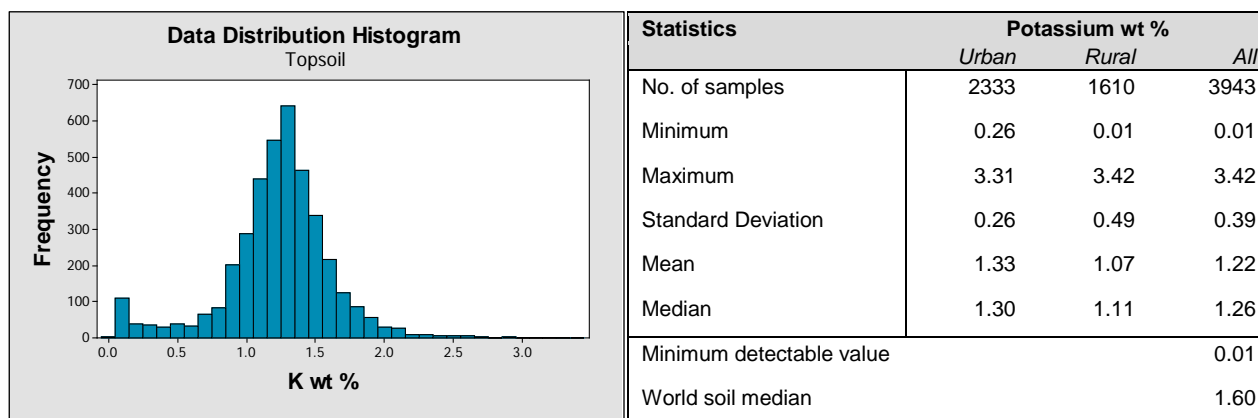 Data Distribution Histogram
Topsoil
Frequency
700
600
500
400
300
200
100
0
0.0 0.5 1.0 1.5 2.0 2.5 3.0
K wt %
Statistics Potassium wt %
Urban Rural All
No. of samples 2333 1610 3943
Minimum 0.26 0.01 0.01
Maximum 3.31 3.42 3.42
Standard Deviation 0.26 0.49 0.39
Mean 1.33 1.07 1.22
Median 1.30 1.11 1.26
Minimum detectable value 0.01
World soil median 1.60